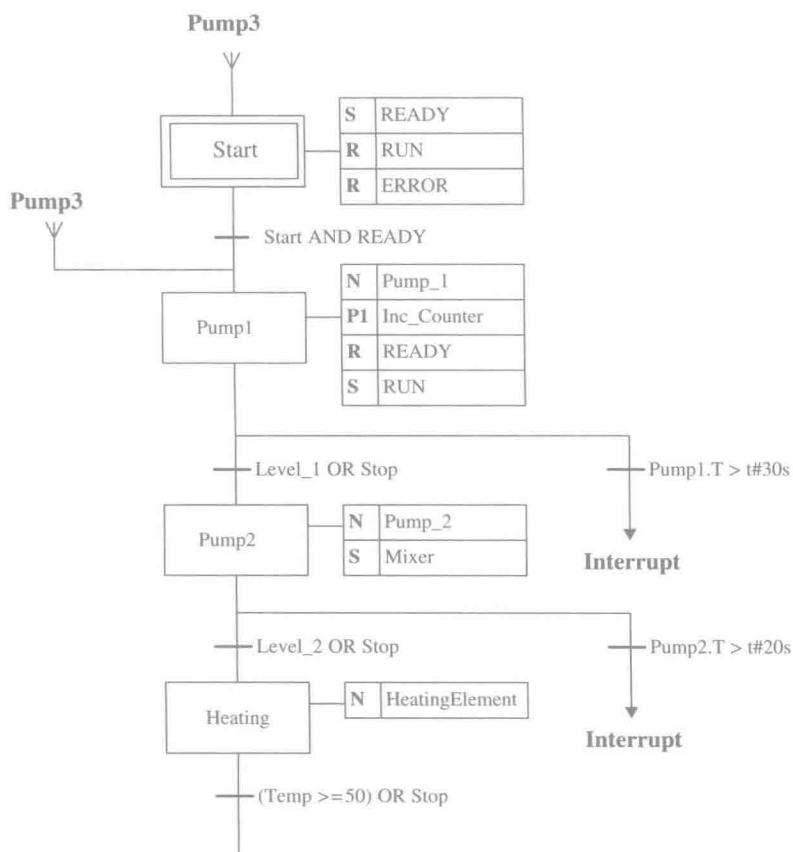 Pump3
Start
S READY
R RUN
R ERROR
Pump3
Start AND READY
Pump1
N Pump_1
P1 Inc_Counter
R READY
S RUN
Level_1 OR Stop
Pump1.T > t#30s
Pump2
N Pump_2
S Mixer
Interrupt
Level_2 OR Stop
Pump2.T > t#20s
Heating
N HeatingElement
Interrupt
(Temp >=50) OR Stop